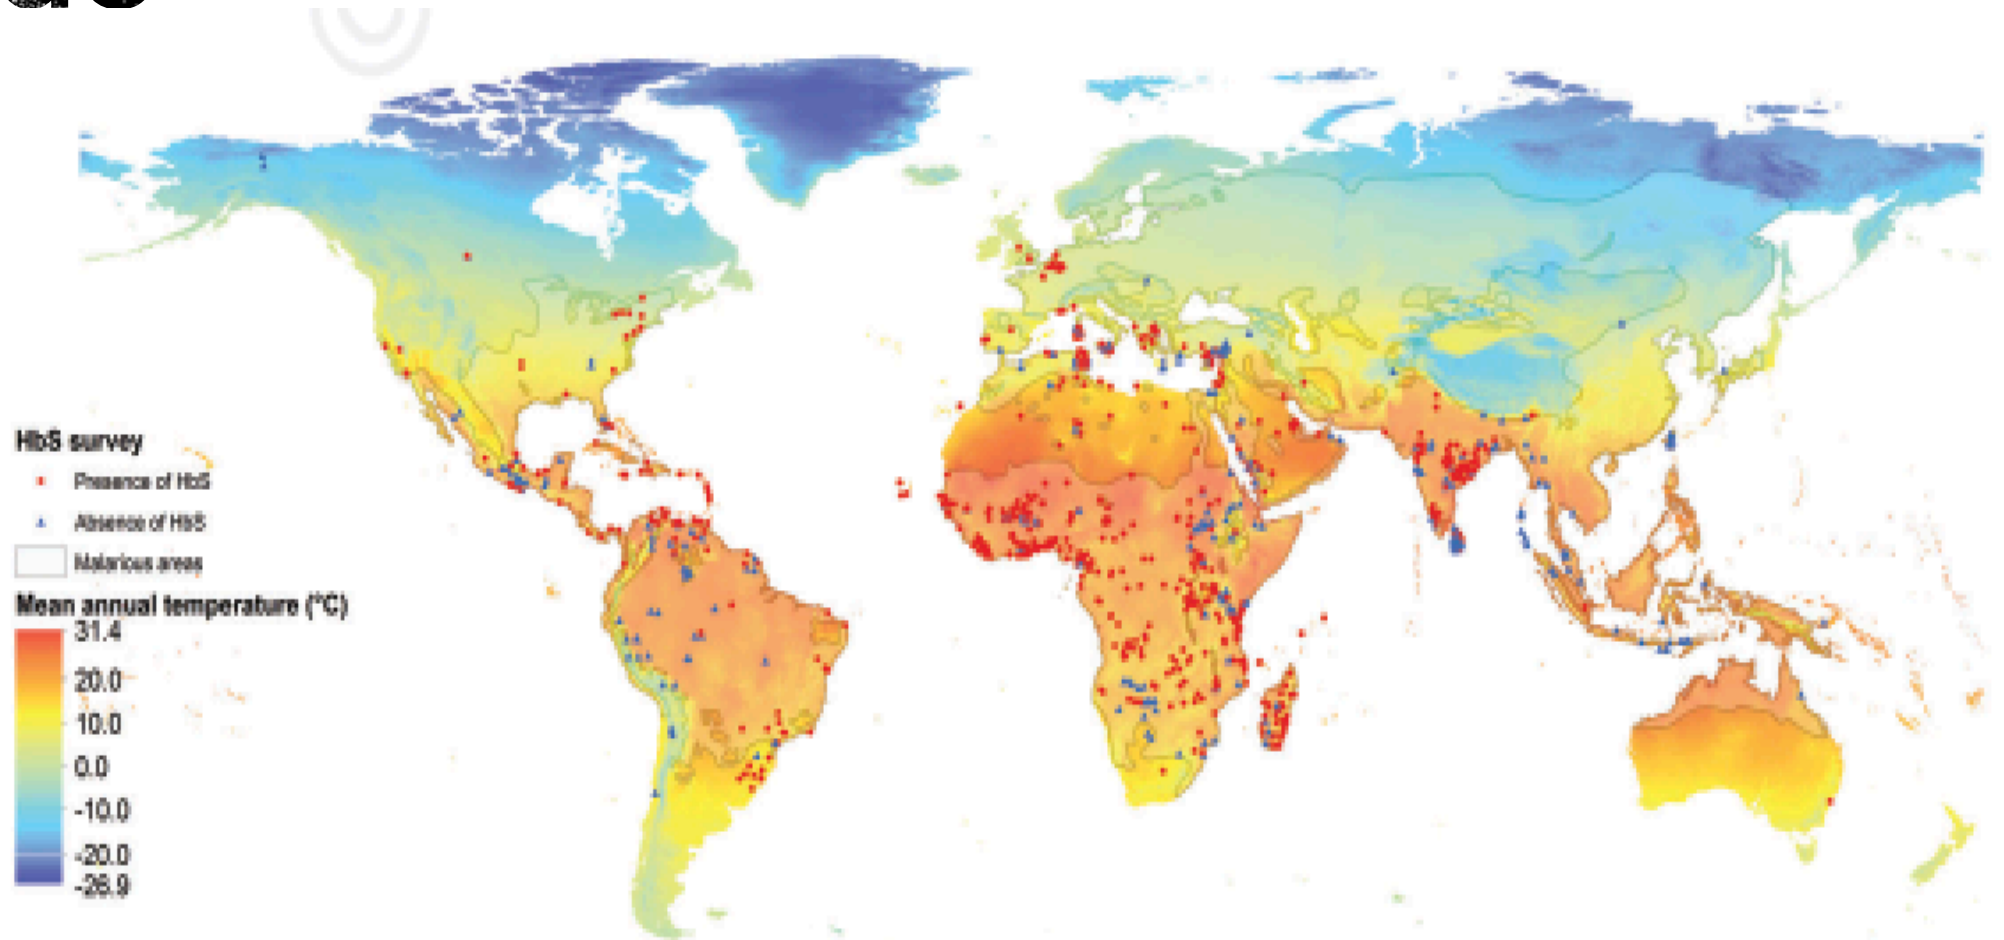 HbS survey
Presence of HbS
Absence of HbS
Malarious areas
Mean annual temperature (°C)
31.4
20.0
10.0
0.0
-10.0
-20.0
-26.9